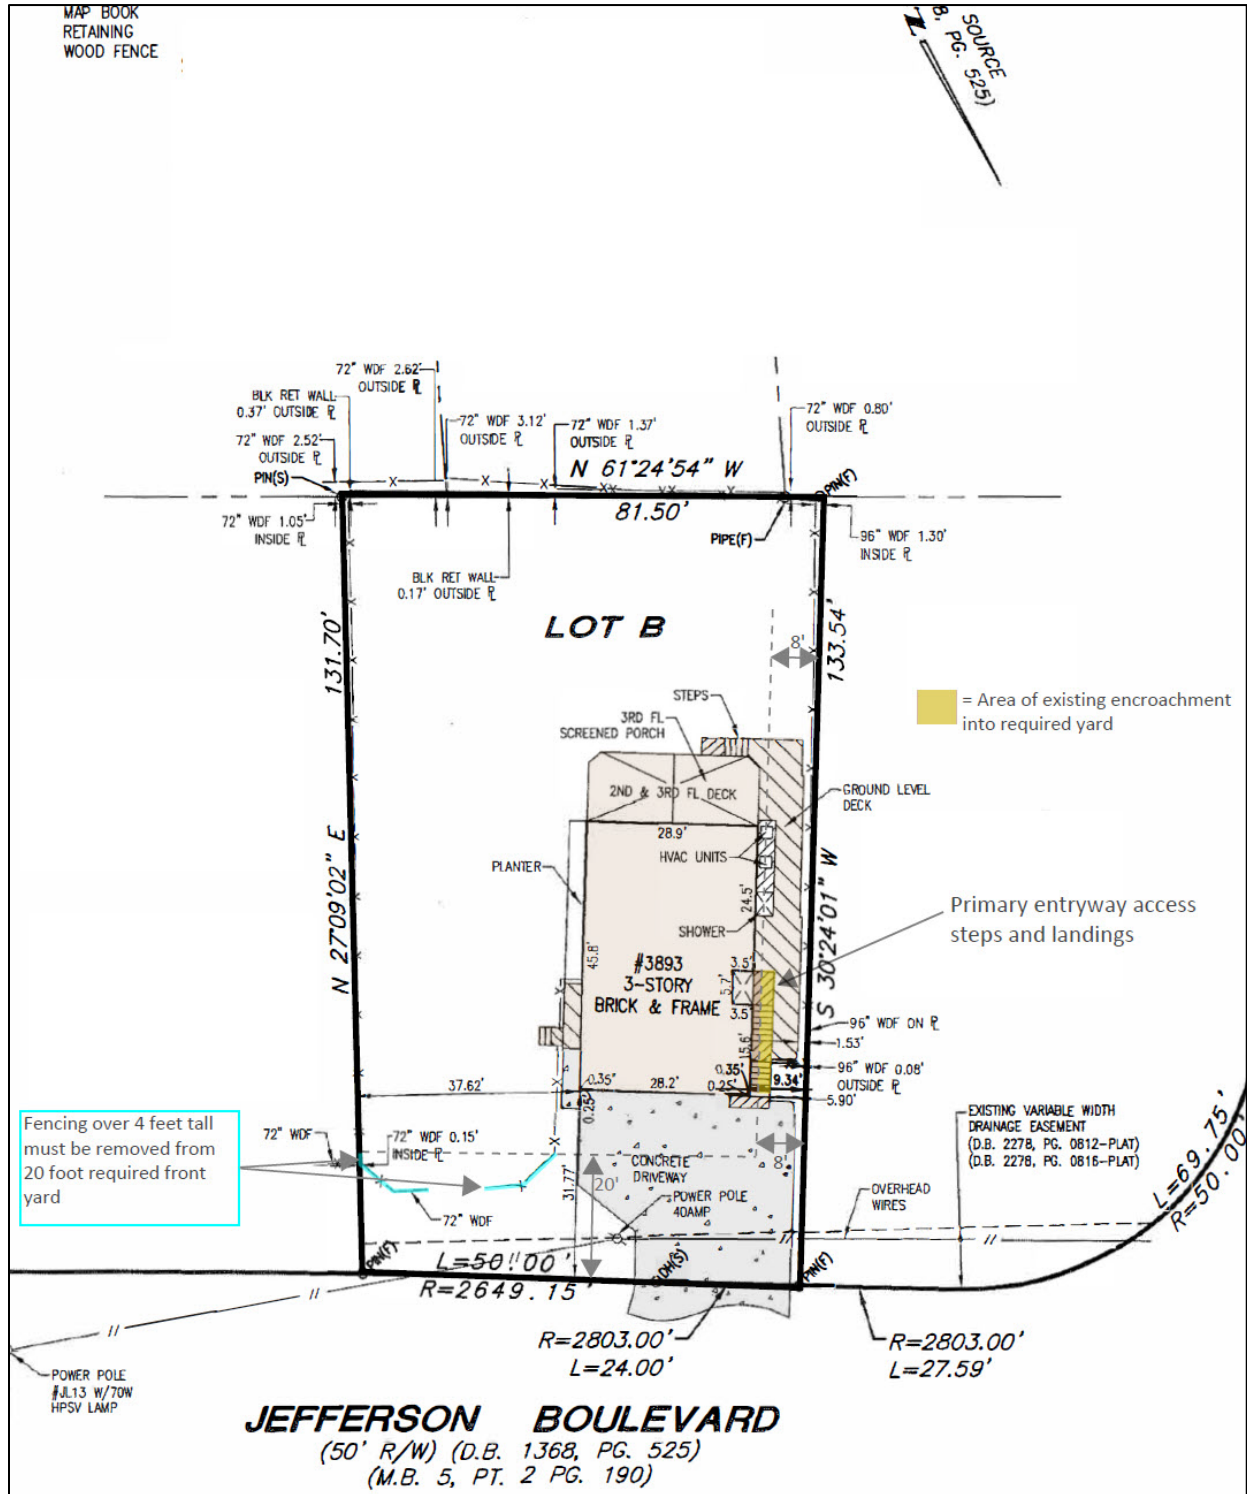 MAP BOOK
RETAINING
WOOD FENCE
SOURCE
B, PG. 525)
N
72" WDF 2.62'
OUTSIDE ℄
BLK RET WALL
0.37' OUTSIDE ℄
72" WDF 2.52'
OUTSIDE ℄
PIN(S)
72" WDF 3.12'
OUTSIDE ℄
72" WDF 1.37'
OUTSIDE ℄
72" WDF 0.80'
OUTSIDE ℄
N 61°24'54" W
81.50'
PIN(F)
PIPE(F)
72" WDF 1.05'
INSIDE ℄
BLK RET WALL
0.17' OUTSIDE ℄
96" WDF 1.30'
INSIDE ℄
LOT B
131.70'
N 27°09'02" E
133.54'
S 30°24'01" W
8'
= Area of existing encroachment
into required yard
STEPS
3RD FL
SCREENED PORCH
2ND & 3RD FL DECK
GROUND LEVEL
DECK
28.9'
HVAC UNITS
PLANTER
24.5'
SHOWER
Primary entryway access
steps and landings
45.8'
#3893
3-STORY
BRICK & FRAME
3.5'
5.7'
3.5'
15.6'
96" WDF ON ℄
1.53'
96" WDF 0.08'
OUTSIDE ℄
37.62'
0.35'
28.2'
0.35'
0.25'
9.34'
5.90'
0.25'
Fencing over 4 feet tall
must be removed from
20 foot required front
yard
72" WDF
72" WDF 0.15'
INSIDE ℄
72" WDF
31.77'
20'
CONCRETE
DRIVEWAY
8'
POWER POLE
40AMP
EXISTING VARIABLE WIDTH
DRAINAGE EASEMENT
(D.B. 2278, PG. 0812-PLAT)
(D.B. 2278, PG. 0816-PLAT)
OVERHEAD
WIRES
L=69.75'
R=50.00'
PIN(F)
L=50.00'
R=2649.15'
DH(S)
PIN(F)
R=2803.00'
L=24.00'
R=2803.00'
L=27.59'
POWER POLE
#JL13 W/70W
HPSV LAMP
JEFFERSON BOULEVARD
(50' R/W) (D.B. 1368, PG. 525)
(M.B. 5, PT. 2 PG. 190)